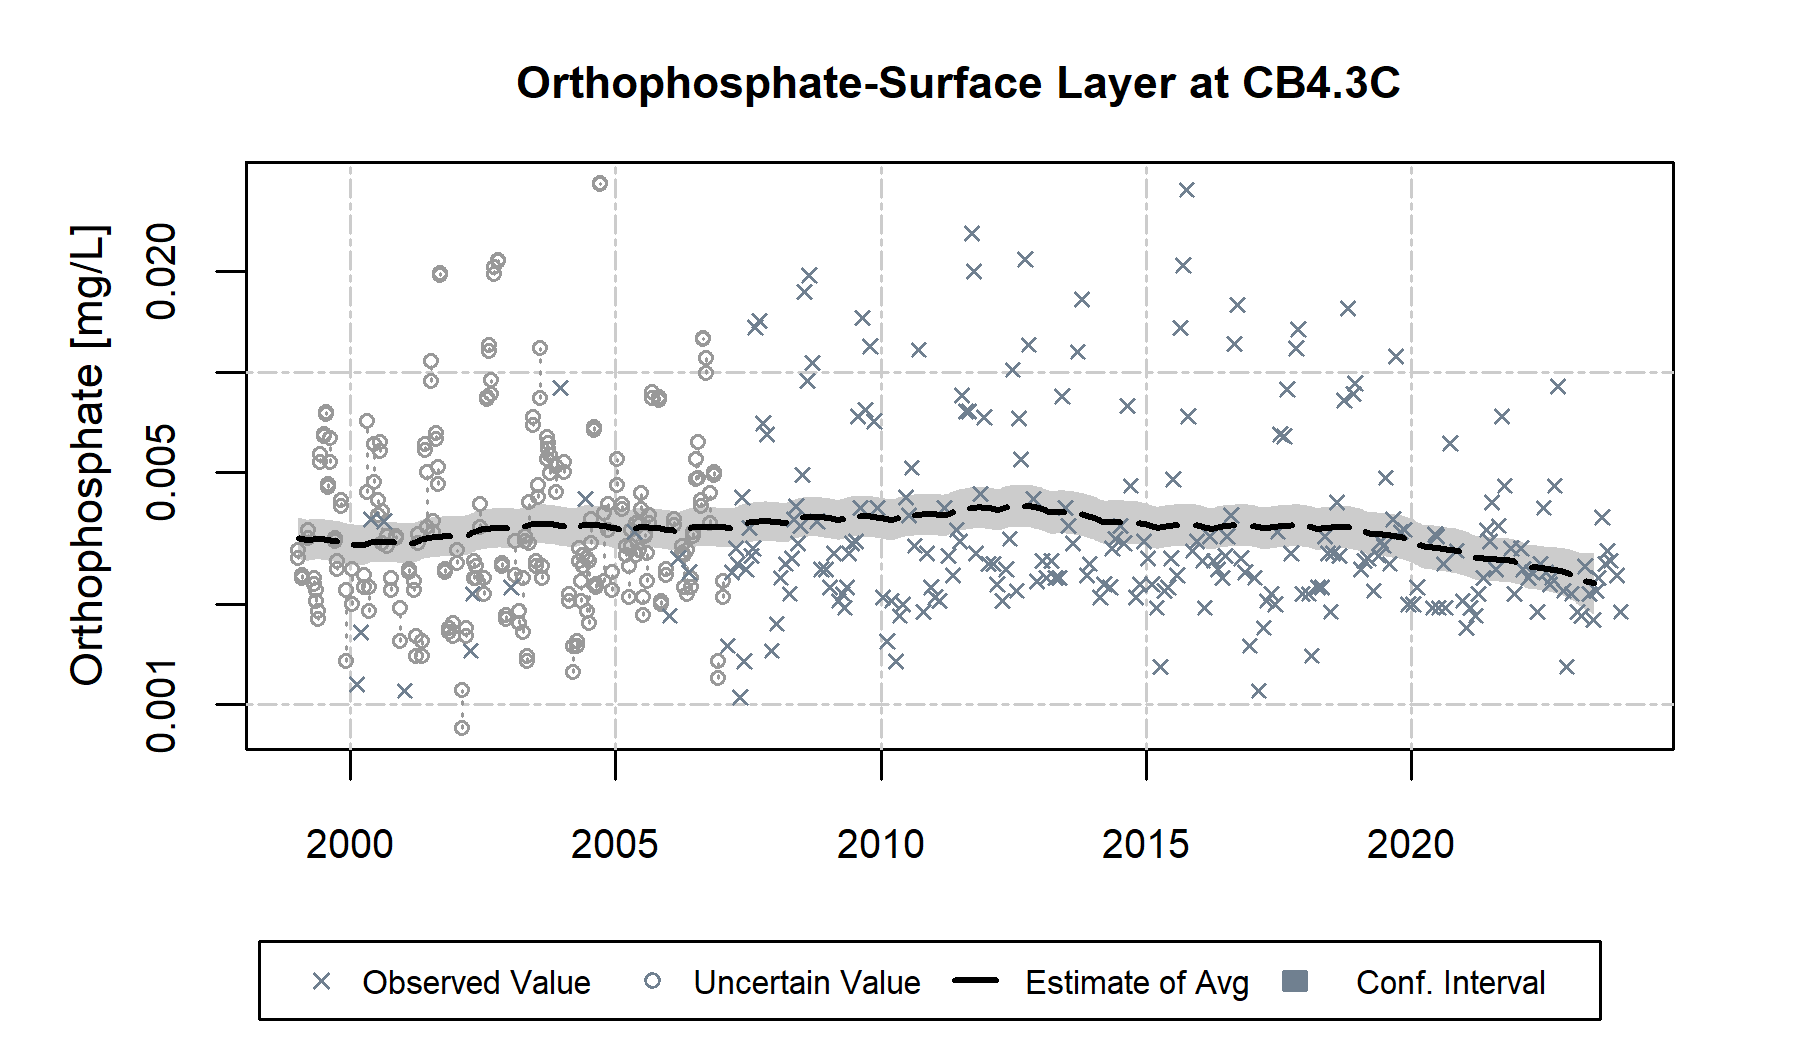 Orthophosphate-Surface Layer at CB4.3C
Orthophosphate [mg/L]
0.020
0.005
0.001
2000 2005 2010 2015 2020
Observed Value Uncertain Value Estimate of Avg Conf. Interval